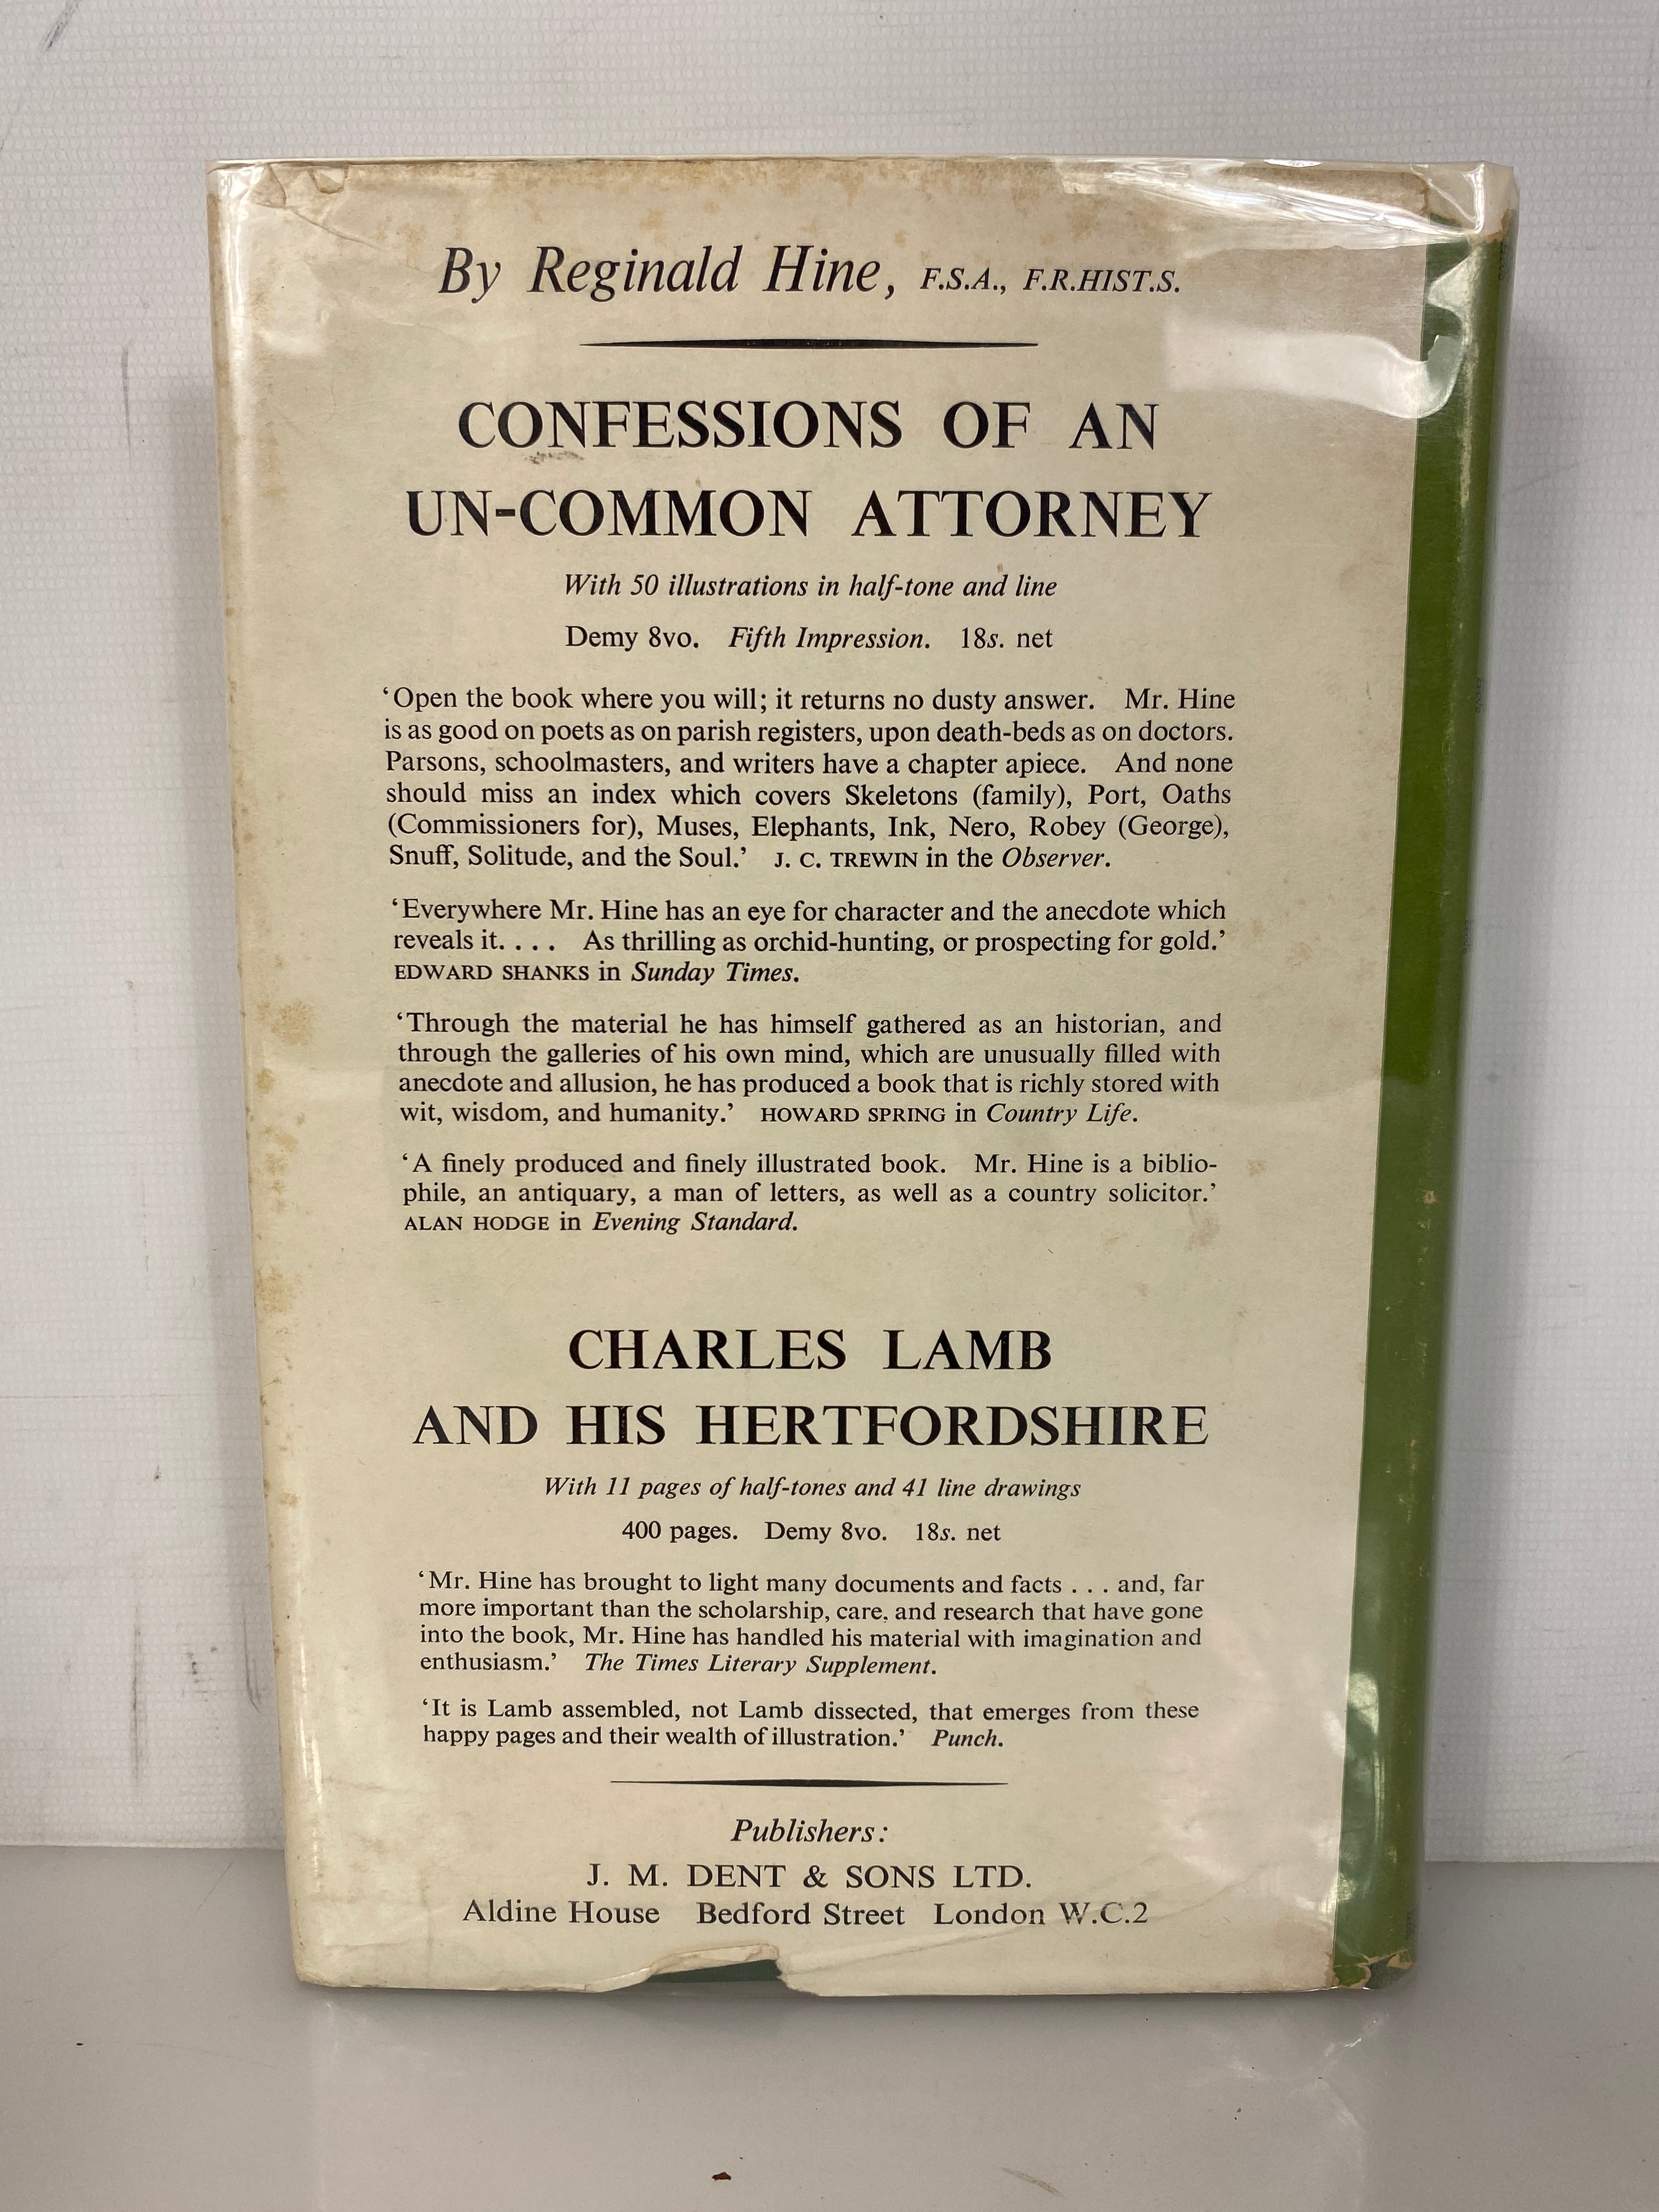 By Reginald Hine, F.S.A., F.R.HIST.S.
CONFESSIONS OF AN
UN-COMMON ATTORNEY
With 50 illustrations in half-tone and line
Demy 8vo. Fifth Impression. 18s. net
‘Open the book where you will; it returns no dusty answer. Mr. Hine
is as good on poets as on parish registers, upon death-beds as on doctors.
Parsons, schoolmasters, and writers have a chapter apiece. And none
should miss an index which covers Skeletons (family), Port, Oaths
(Commissioners for), Muses, Elephants, Ink, Nero, Robey (George),
Snuff, Solitude, and the Soul.’ J. C. TREWIN in the Observer.
‘Everywhere Mr. Hine has an eye for character and the anecdote which
reveals it. . . . As thrilling as orchid-hunting, or prospecting for gold.’
EDWARD SHANKS in Sunday Times.
‘Through the material he has himself gathered as an historian, and
through the galleries of his own mind, which are unusually filled with
anecdote and allusion, he has produced a book that is richly stored with
wit, wisdom, and humanity.’ HOWARD SPRING in Country Life.
‘A finely produced and finely illustrated book. Mr. Hine is a biblio-
phile, an antiquary, a man of letters, as well as a country solicitor.’
ALAN HODGE in Evening Standard.
CHARLES LAMB
AND HIS HERTFORDSHIRE
With 11 pages of half-tones and 41 line drawings
400 pages. Demy 8vo. 18s. net
‘Mr. Hine has brought to light many documents and facts . . . and, far
more important than the scholarship, care, and research that have gone
into the book, Mr. Hine has handled his material with imagination and
enthusiasm.’ The Times Literary Supplement.
‘It is Lamb assembled, not Lamb dissected, that emerges from these
happy pages and their wealth of illustration.’ Punch.
Publishers:
J. M. DENT & SONS LTD.
Aldine House Bedford Street London W.C.2